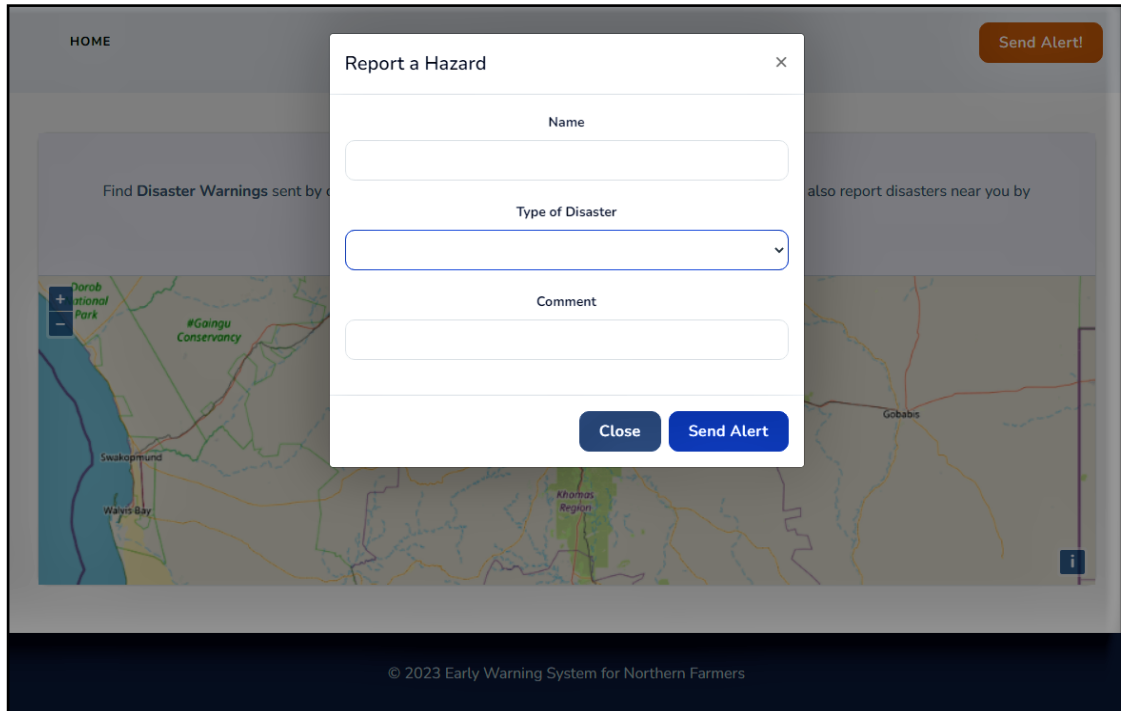 HOME
Send Alert!
Report a Hazard
×
Name
Find Disaster Warnings sent by
also report disasters near you by
Type of Disaster
Comment
Close
Send Alert
+
−
Dorob
National
Park
#Gaingu
Conservancy
Swakopmund
Walvis Bay
Khomas
Region
Gobabis
i
© 2023 Early Warning System for Northern Farmers